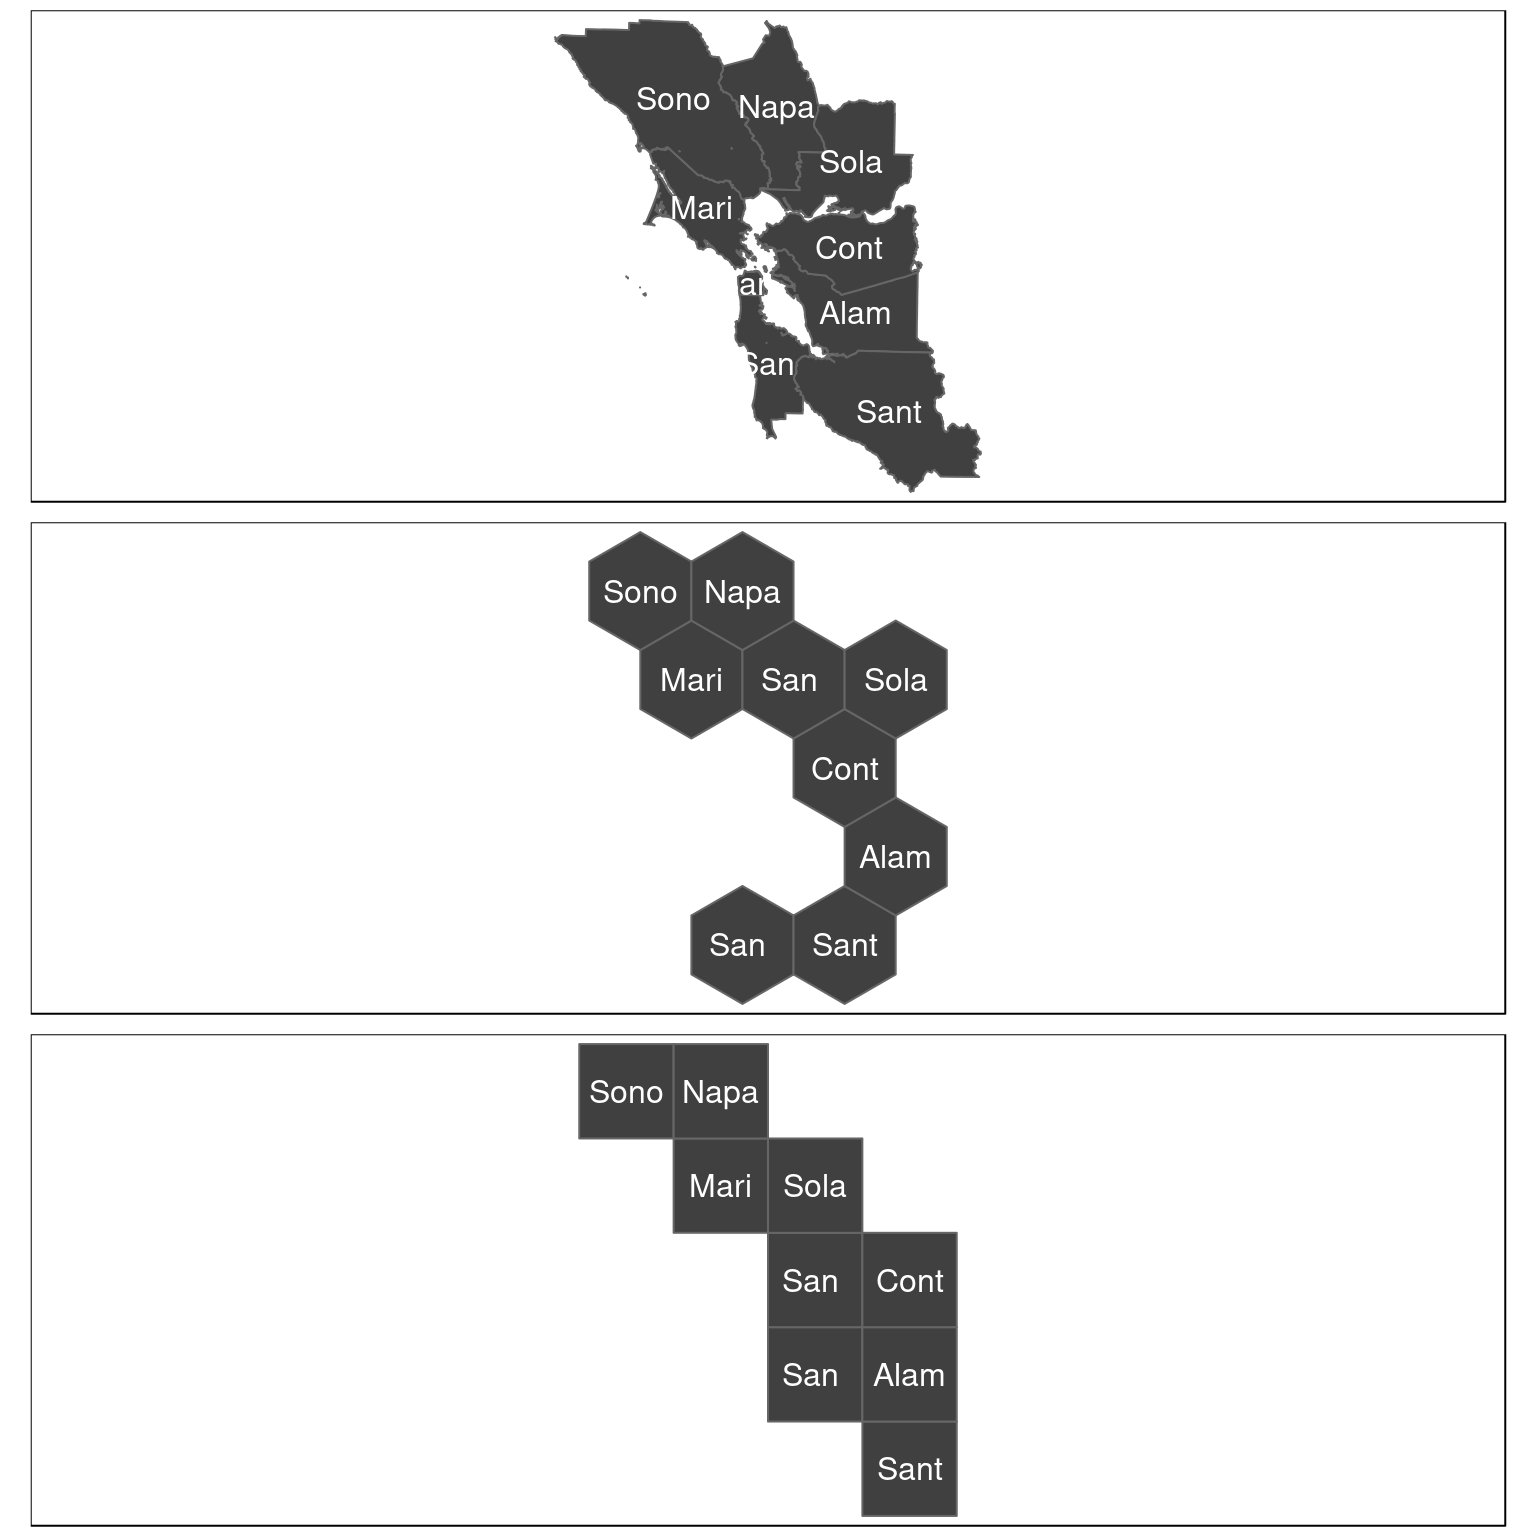 Sono
Napa
Sola
Mari
Cont
Alam
San
Sant
Sono Napa
Mari San Sola
Cont
Alam
San Sant
Sono Napa
Mari Sola
San Cont
San Alam
Sant